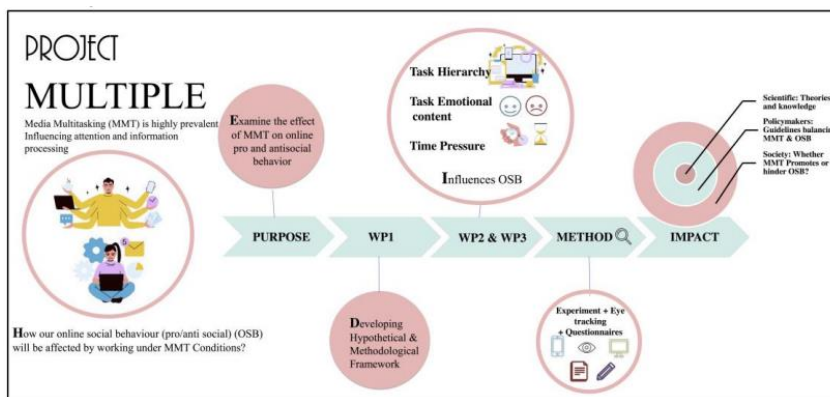 PROJECT
MULTIPLE
Media Multitasking (MMT) is highly prevalent
Influencing attention and information
processing
How our online social behaviour (pro/anti social) (OSB)
will be affected by working under MMT Conditions?
Examine the effect
of MMT on online
pro and antisocial
behavior
PURPOSE
WP1
Developing
Hypothetical &
Methodological
Framework
Task Hierarchy
Task Emotional
content
Time Pressure
Influences OSB
WP2 & WP3
METHOD
Experiment + Eye
tracking
+ Questionnaires
IMPACT
Scientific: Theories
and knowledge
Policymakers:
Guidelines balancing
MMT & OSB
Society: Whether
MMT Promotes or
hinder OSB?